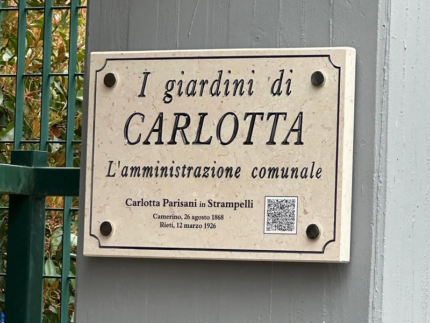 I giardini di
CARLOTTA
L'amministrazione comunale
Carlotta Parisani in Strampelli
Camerino, 26 agosto 1868
Rieti, 12 marzo 1926